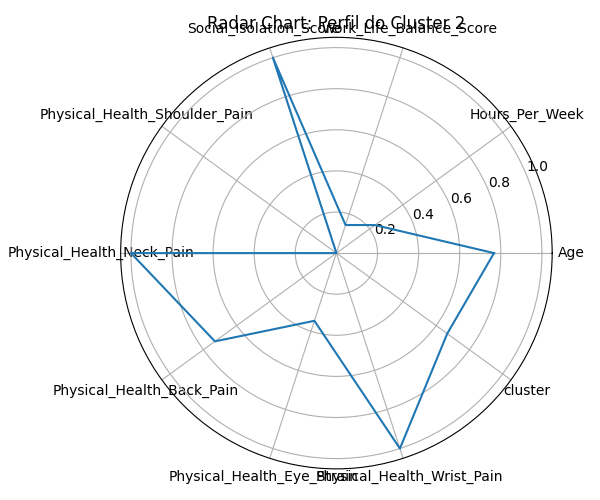 Radar Chart: Perfil do Cluster 2
Social_Isolation_Score
Work_Life_Balance_Score
Physical_Health_Shoulder_Pain
Hours_Per_Week
1.0
0.8
0.6
0.4
0.2
Physical_Health_Neck_Pain
Age
Physical_Health_Back_Pain
cluster
Physical_Health_Eye_Strain
Physical_Health_Wrist_Pain